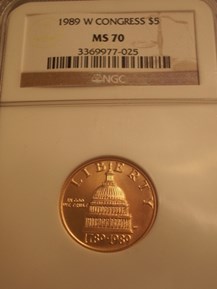 1989 W CONGRESS $5
MS 70
3369977-025
NGC
LIBERTY
1789-1989